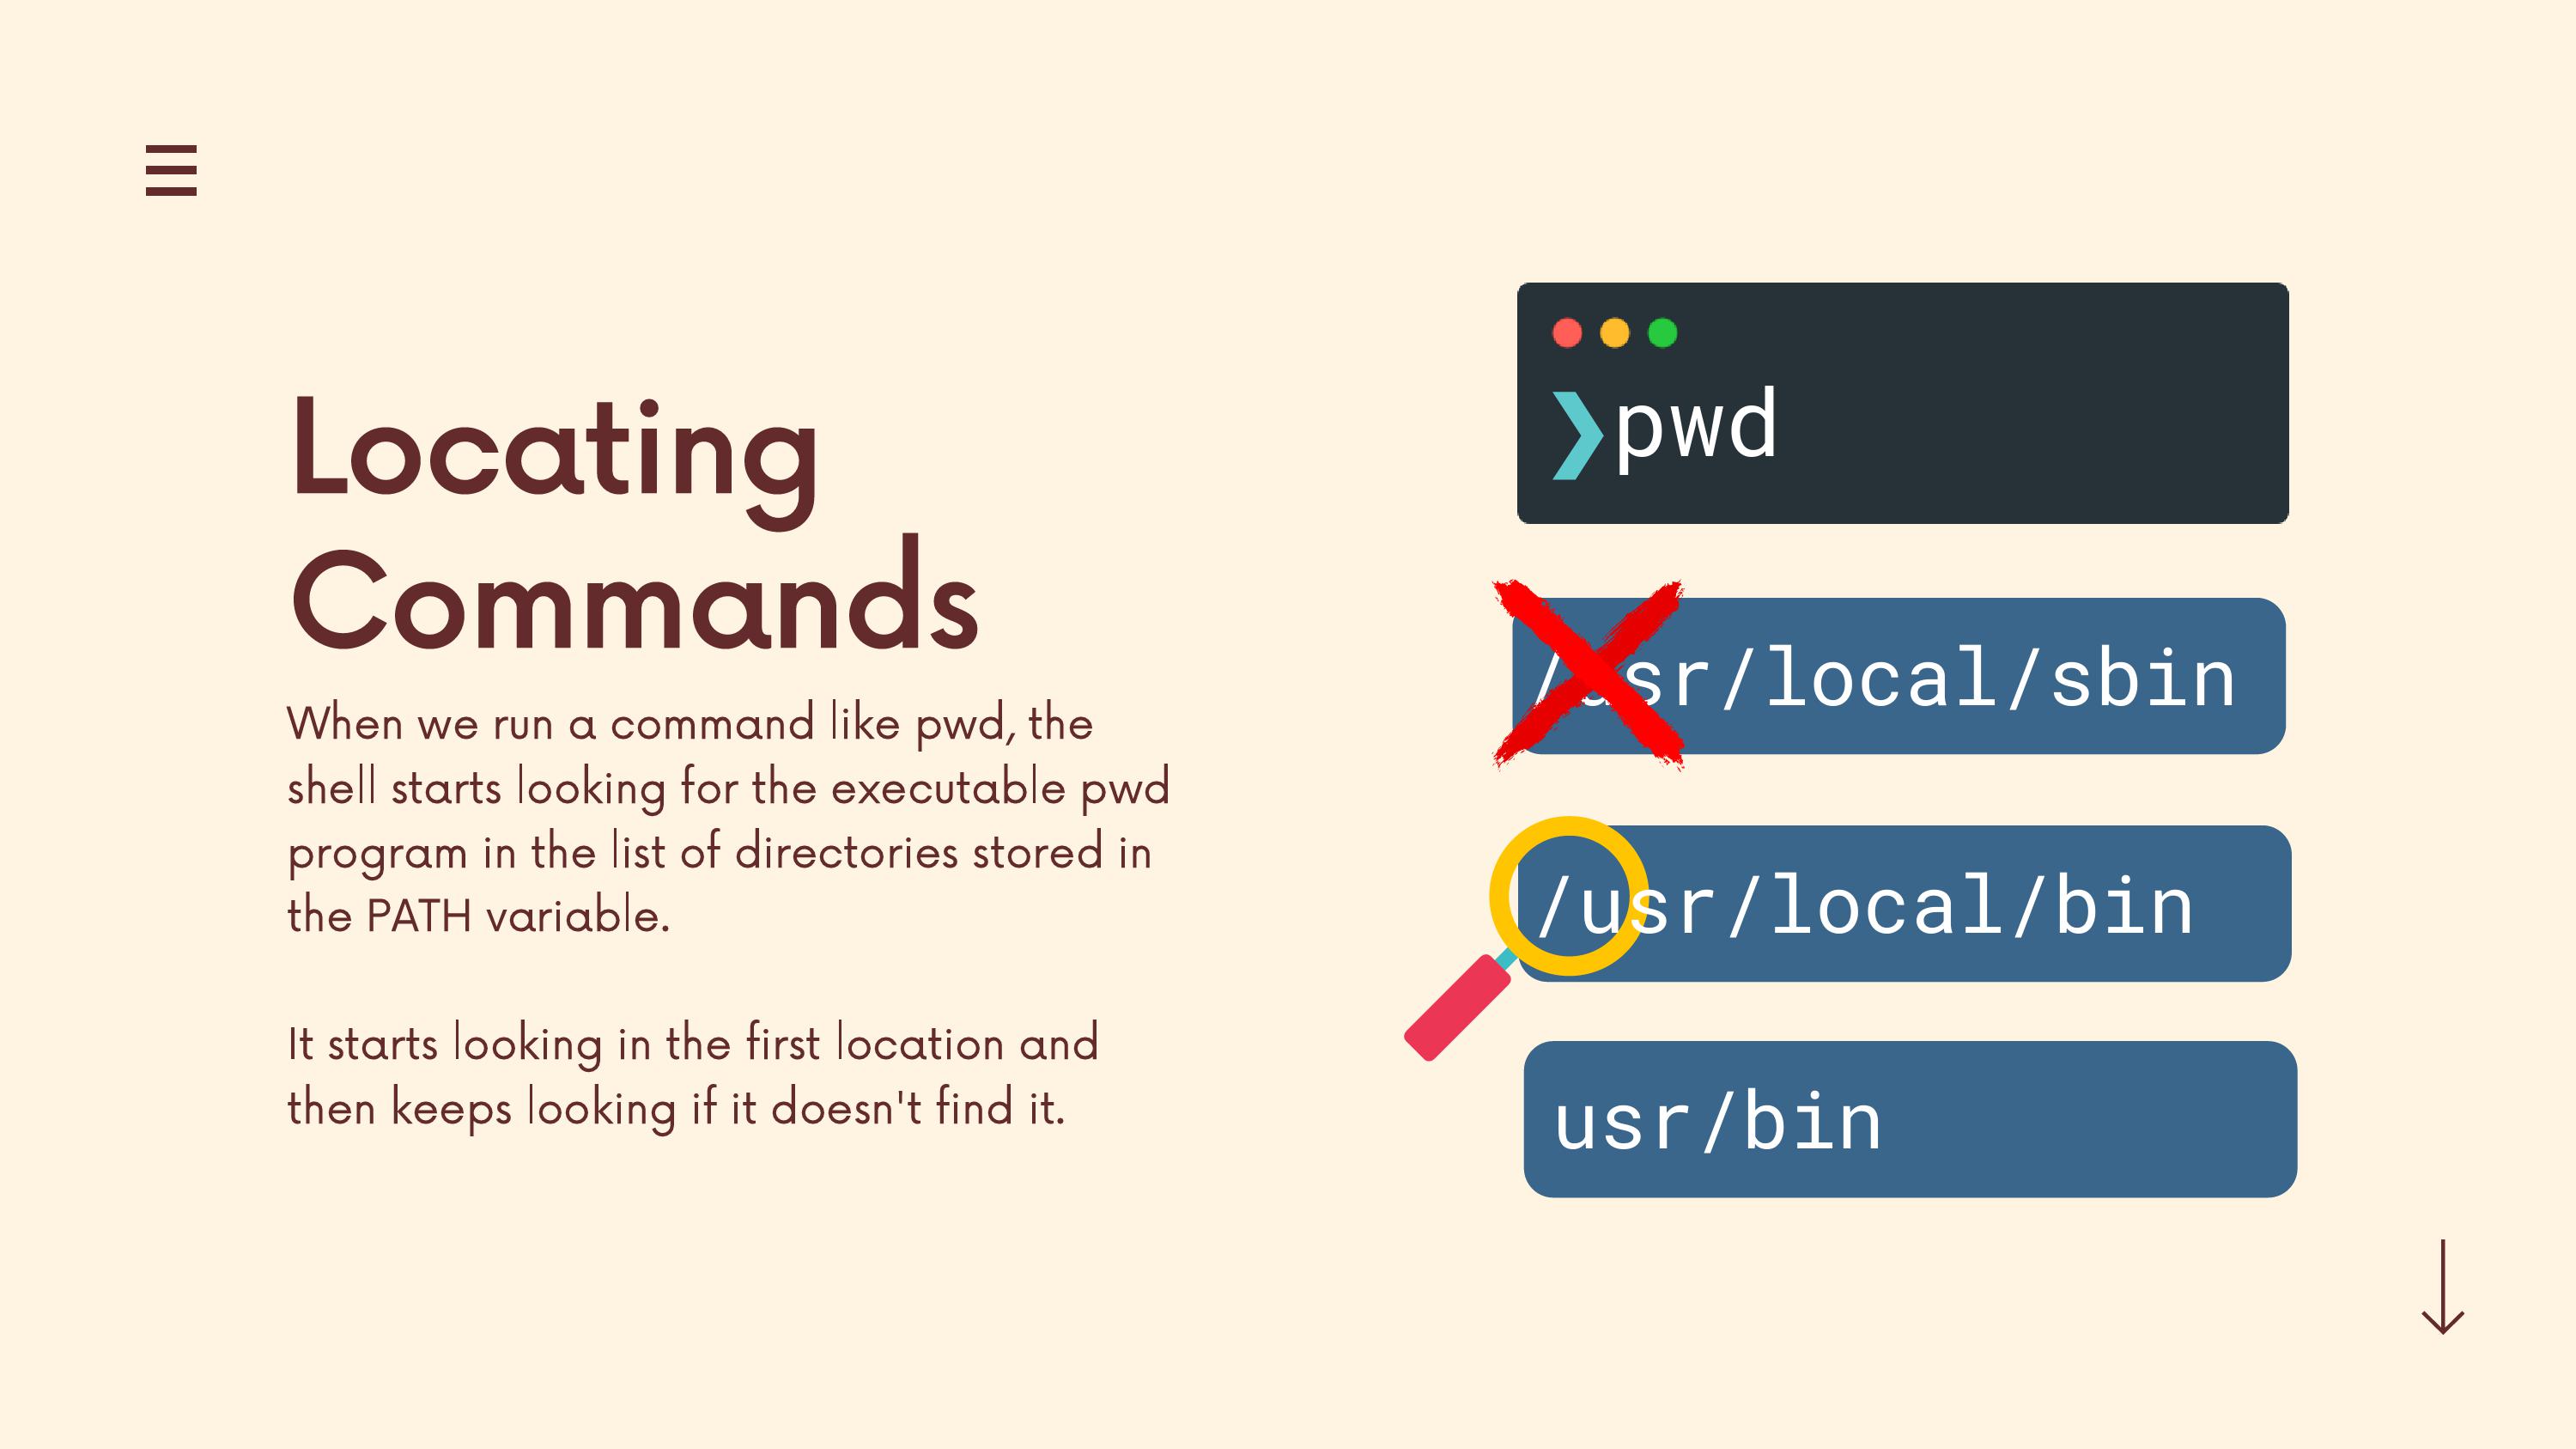 Locating
Commands
When we run a command like pwd, the
shell starts looking for the executable pwd
program in the list of directories stored in
the PATH variable.
It starts looking in the first location and
then keeps looking if it doesn't find it.
❯pwd
/usr/local/sbin
/usr/local/bin
usr/bin